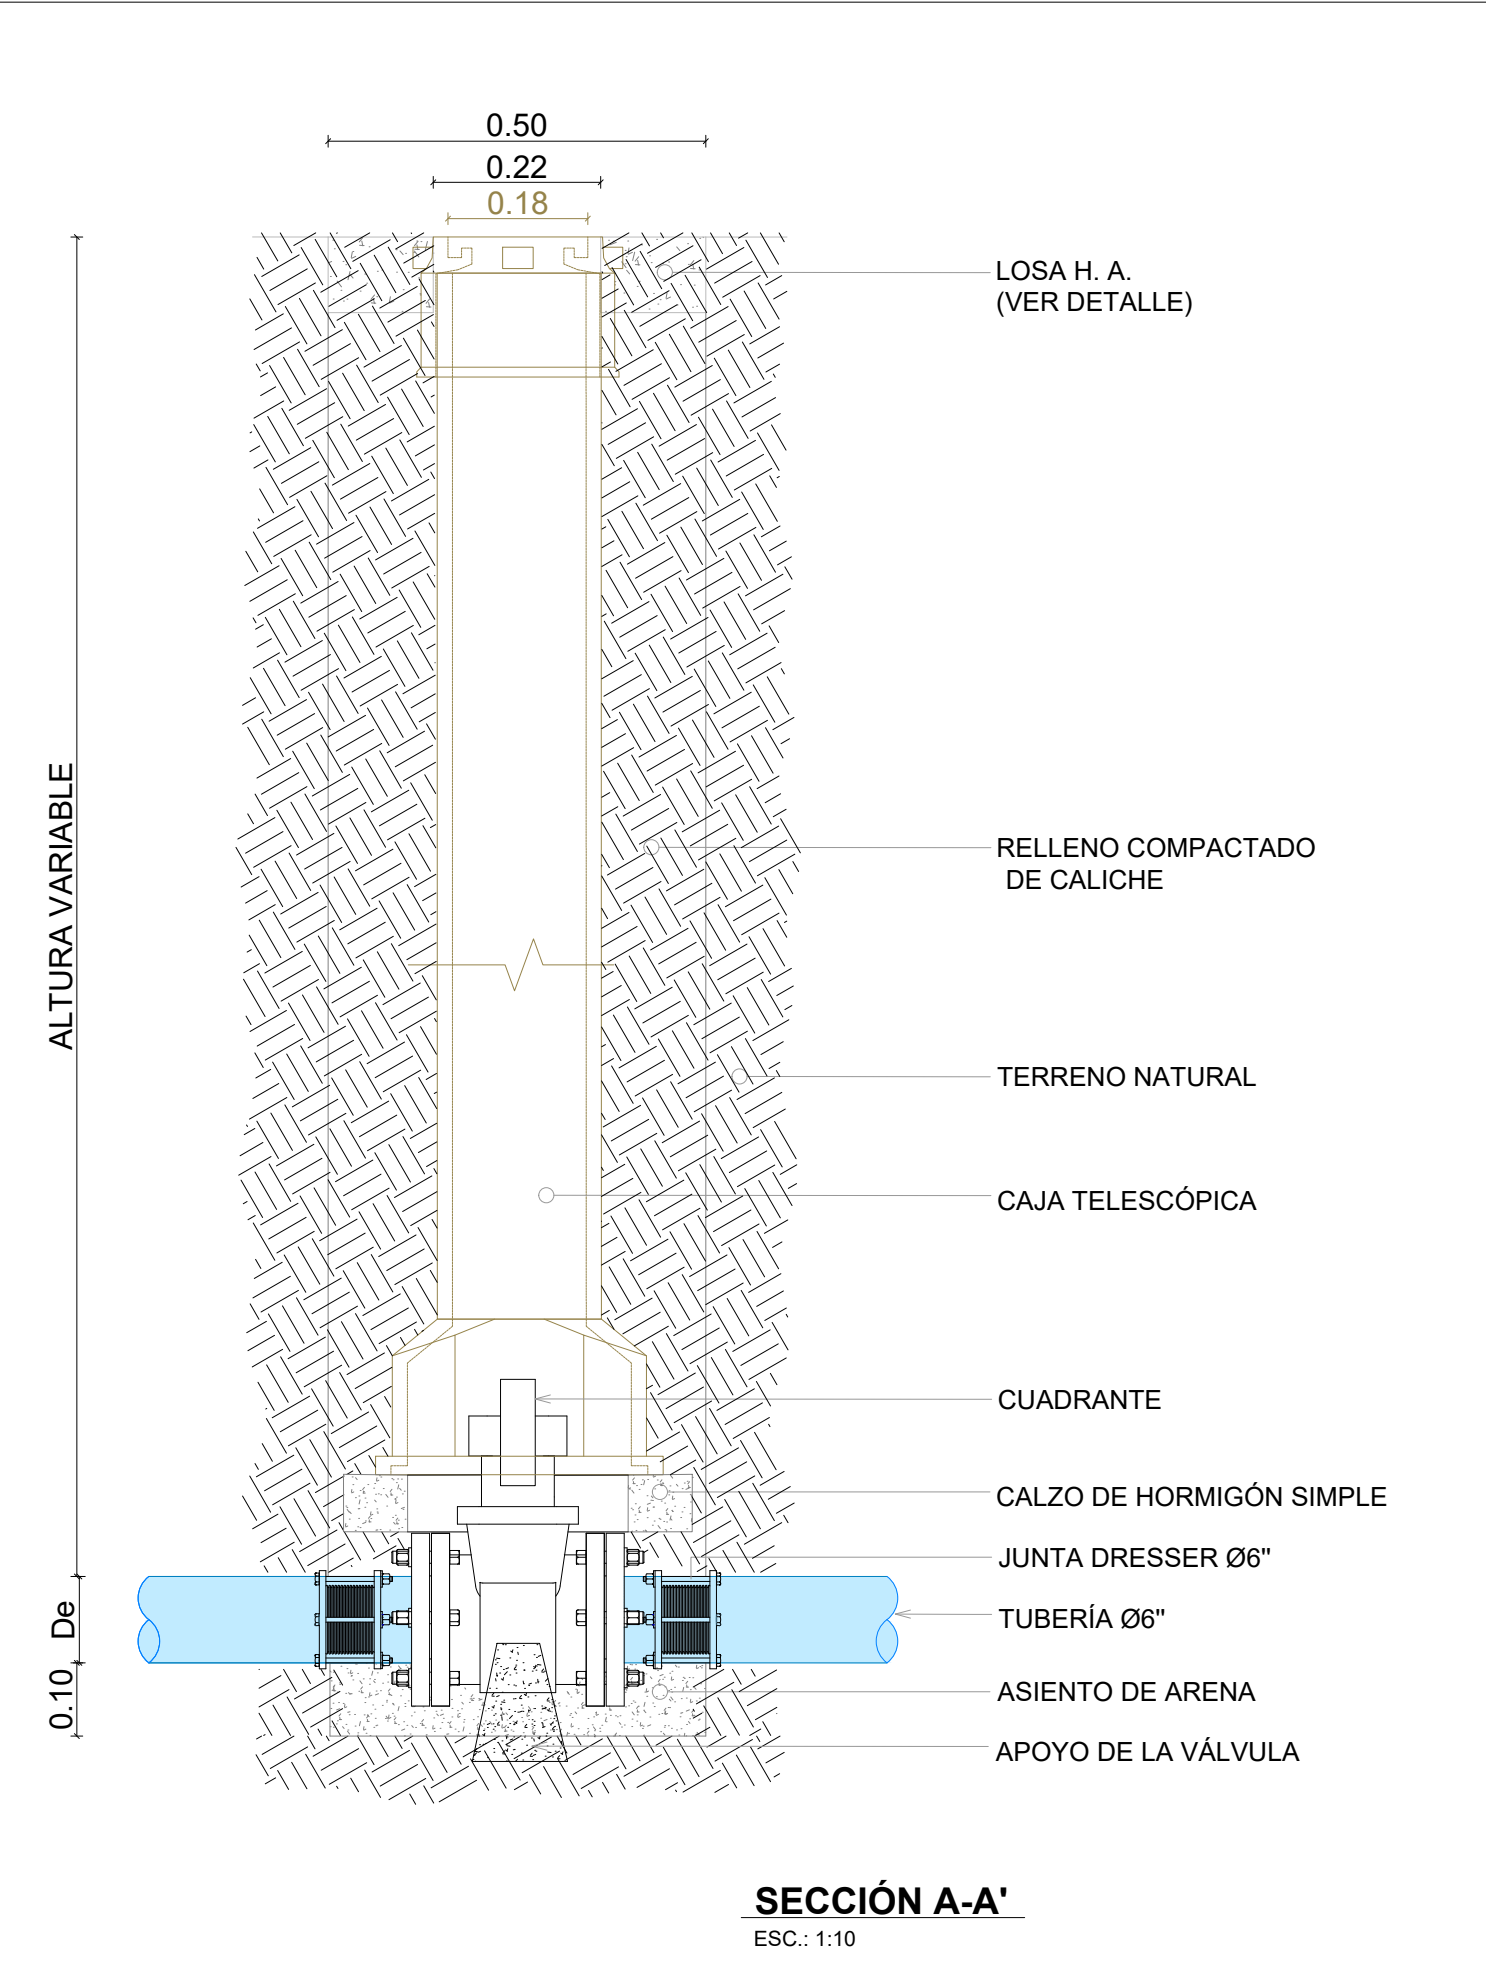 0.50
0.22
0.18
LOSA H. A.
(VER DETALLE)
ALTURA VARIABLE
RELLENO COMPACTADO
DE CALICHE
TERRENO NATURAL
CAJA TELESCÓPICA
CUADRANTE
CALZO DE HORMIGÓN SIMPLE
JUNTA DRESSER Ø6"
De
TUBERÍA Ø6"
0.10
ASIENTO DE ARENA
APOYO DE LA VÁLVULA
SECCIÓN A-A'
ESC.: 1:10